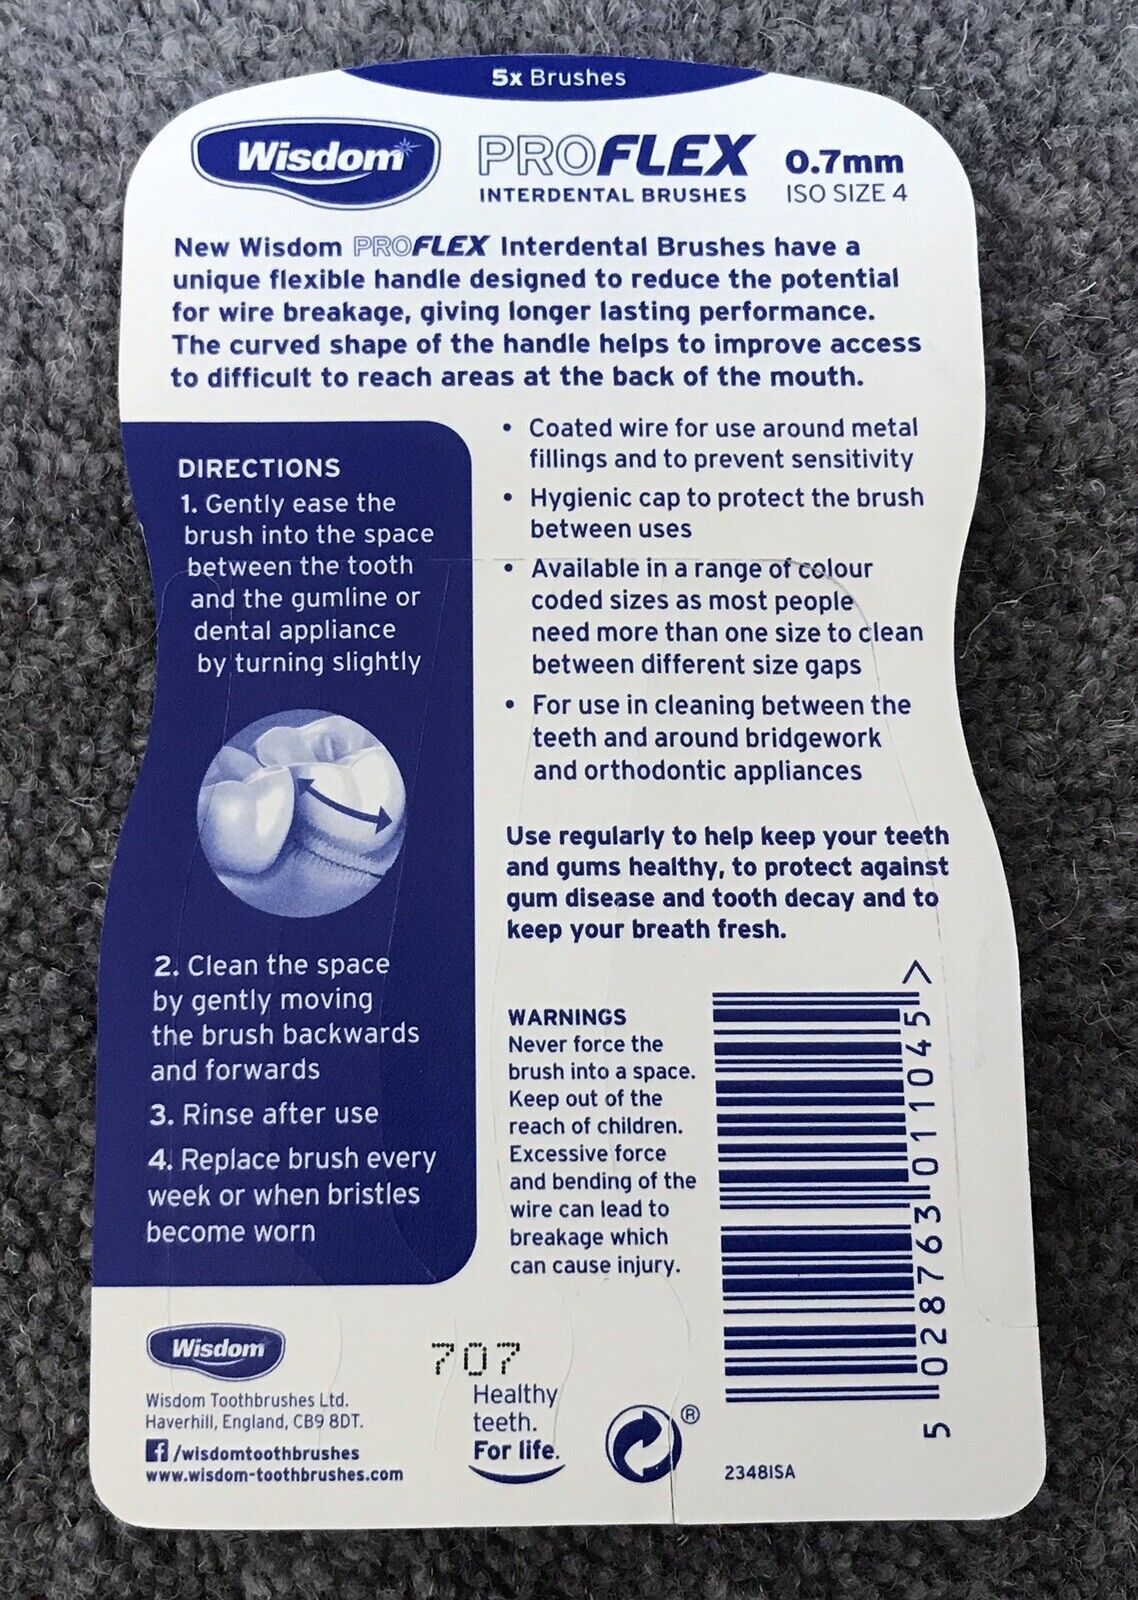 5x Brushes
Wisdom
PROFLEX
INTERDENTAL BRUSHES
0.7mm
ISO SIZE 4
New Wisdom PROFLEX Interdental Brushes have a
unique flexible handle designed to reduce the potential
for wire breakage, giving longer lasting performance.
The curved shape of the handle helps to improve access
to difficult to reach areas at the back of the mouth.
DIRECTIONS
1. Gently ease the
brush into the space
between the tooth
and the gumline or
dental appliance
by turning slightly
2. Clean the space
by gently moving
the brush backwards
and forwards
3. Rinse after use
4. Replace brush every
week or when bristles
become worn
• Coated wire for use around metal
fillings and to prevent sensitivity
• Hygienic cap to protect the brush
between uses
• Available in a range of colour
coded sizes as most people
need more than one size to clean
between different size gaps
• For use in cleaning between the
teeth and around bridgework
and orthodontic appliances
Use regularly to help keep your teeth
and gums healthy, to protect against
gum disease and tooth decay and to
keep your breath fresh.
WARNINGS
Never force the
brush into a space.
Keep out of the
reach of children.
Excessive force
and bending of the
wire can lead to
breakage which
can cause injury.
5 028763 011045 >
Wisdom
Wisdom Toothbrushes Ltd.
Haverhill, England, CB9 8DT.
f /wisdomtoothbrushes
www.wisdom-toothbrushes.com
707
Healthy
teeth.
For life.
®
2348ISA